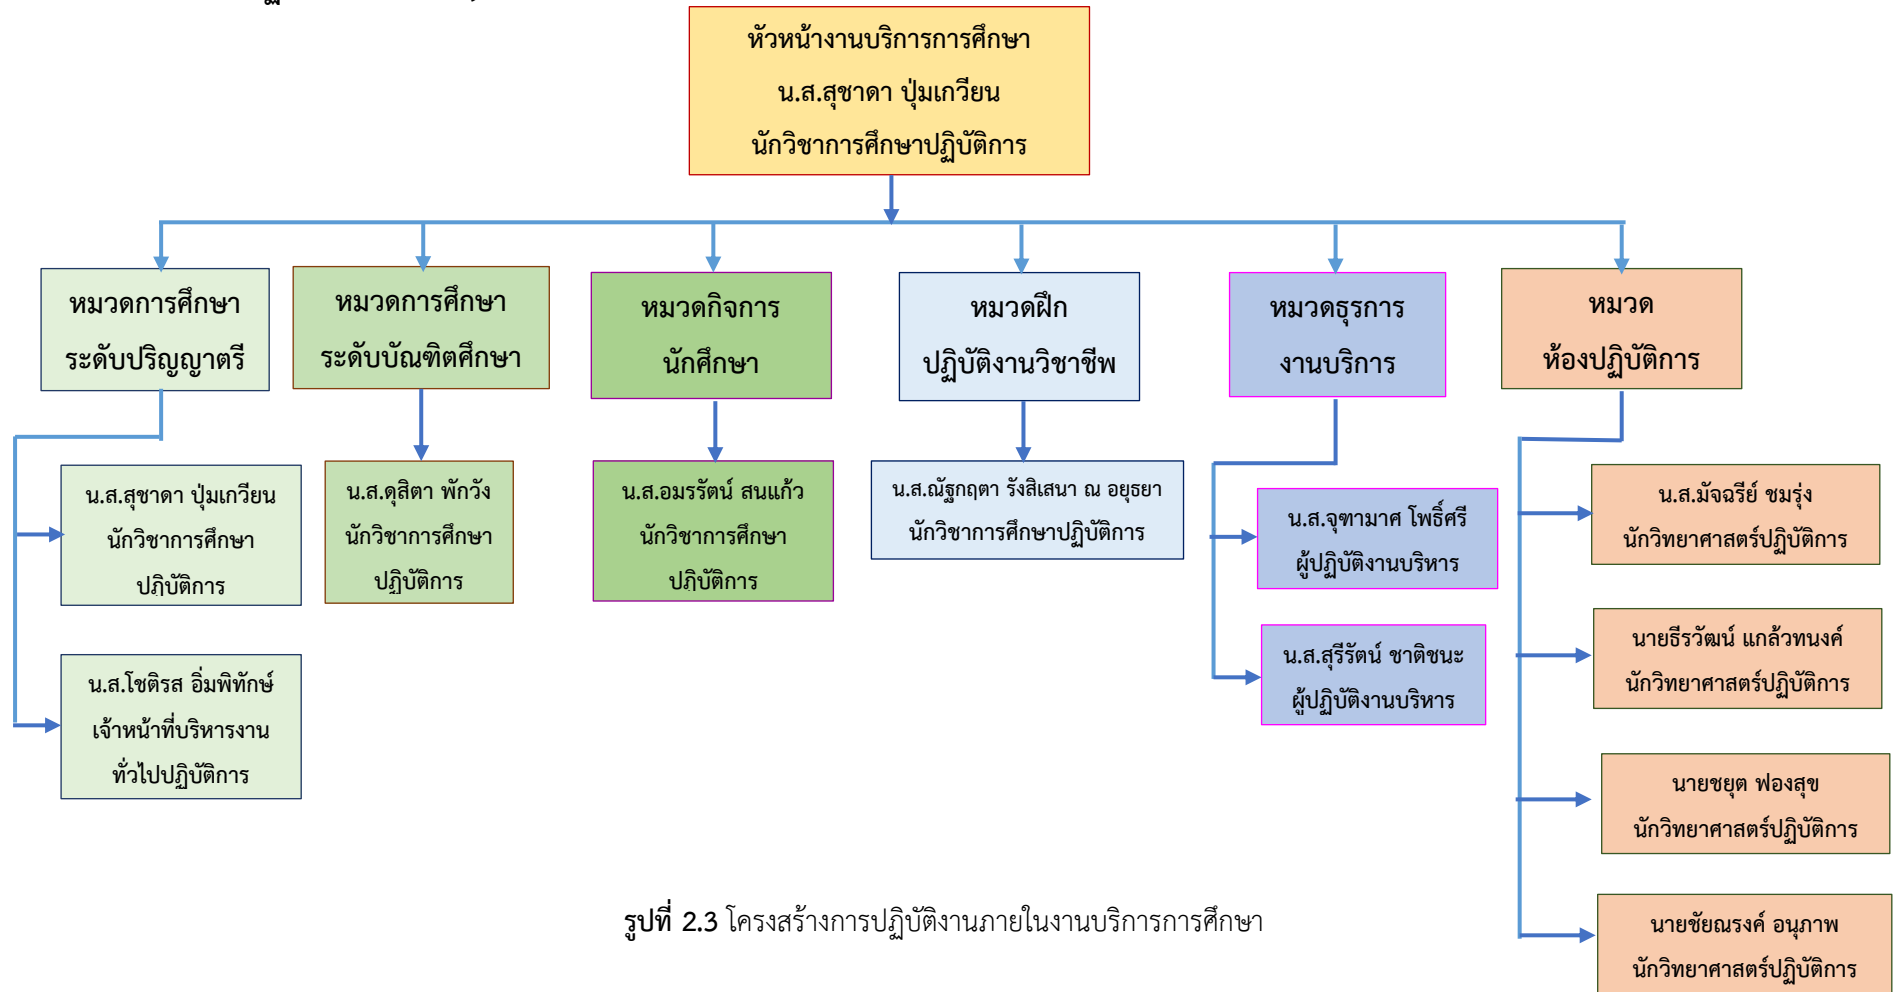 หัวหน้างานบริการการศึกษา
น.ส.สุชาดา ปุ่มเกวียน
นักวิชาการศึกษาปฏิบัติการ
หมวดการศึกษา
ระดับปริญญาตรี
หมวดการศึกษา
ระดับบัณฑิตศึกษา
หมวดกิจการ
นักศึกษา
หมวดฝึก
ปฏิบัติงานวิชาชีพ
หมวดธุรการ
งานบริการ
หมวด
ห้องปฏิบัติการ
น.ส.สุชาดา ปุ่มเกวียน
นักวิชาการศึกษา
ปฏิบัติการ
น.ส.โชติรส อิ่มพิทักษ์
เจ้าหน้าที่บริหารงาน
ทั่วไปปฏิบัติการ
น.ส.ดุสิตา พักวัง
นักวิชาการศึกษา
ปฏิบัติการ
น.ส.อมรรัตน์ สนแก้ว
นักวิชาการศึกษา
ปฏิบัติการ
น.ส.ณัฐกฤตา รังสิเสนา ณ อยุธยา
นักวิชาการศึกษาปฏิบัติการ
น.ส.จุฑามาศ โพธิ์ศรี
ผู้ปฏิบัติงานบริหาร
น.ส.สุรีรัตน์ ชาติชนะ
ผู้ปฏิบัติงานบริหาร
น.ส.มัจฉรีย์ ชมรุ่ง
นักวิทยาศาสตร์ปฏิบัติการ
นายธีรวัฒน์ แกล้วทนงค์
นักวิทยาศาสตร์ปฏิบัติการ
นายชยุต ฟองสุข
นักวิทยาศาสตร์ปฏิบัติการ
นายชัยณรงค์ อนุภาพ
นักวิทยาศาสตร์ปฏิบัติการ
รูปที่ 2.3 โครงสร้างการปฏิบัติงานภายในงานบริการการศึกษา